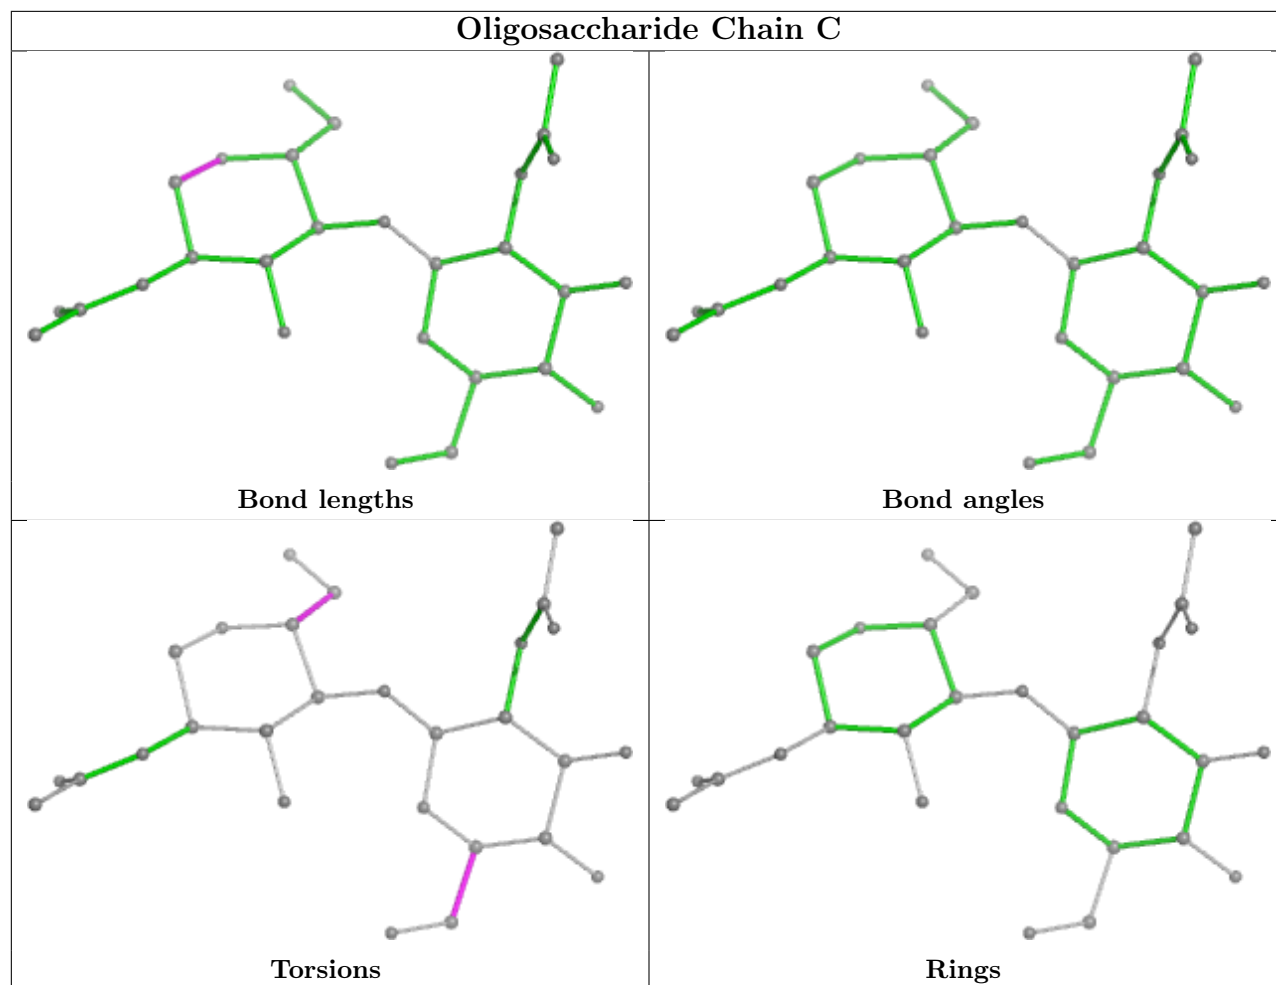 Oligosaccharide Chain C
Bond lengths
Bond angles
Torsions
Rings